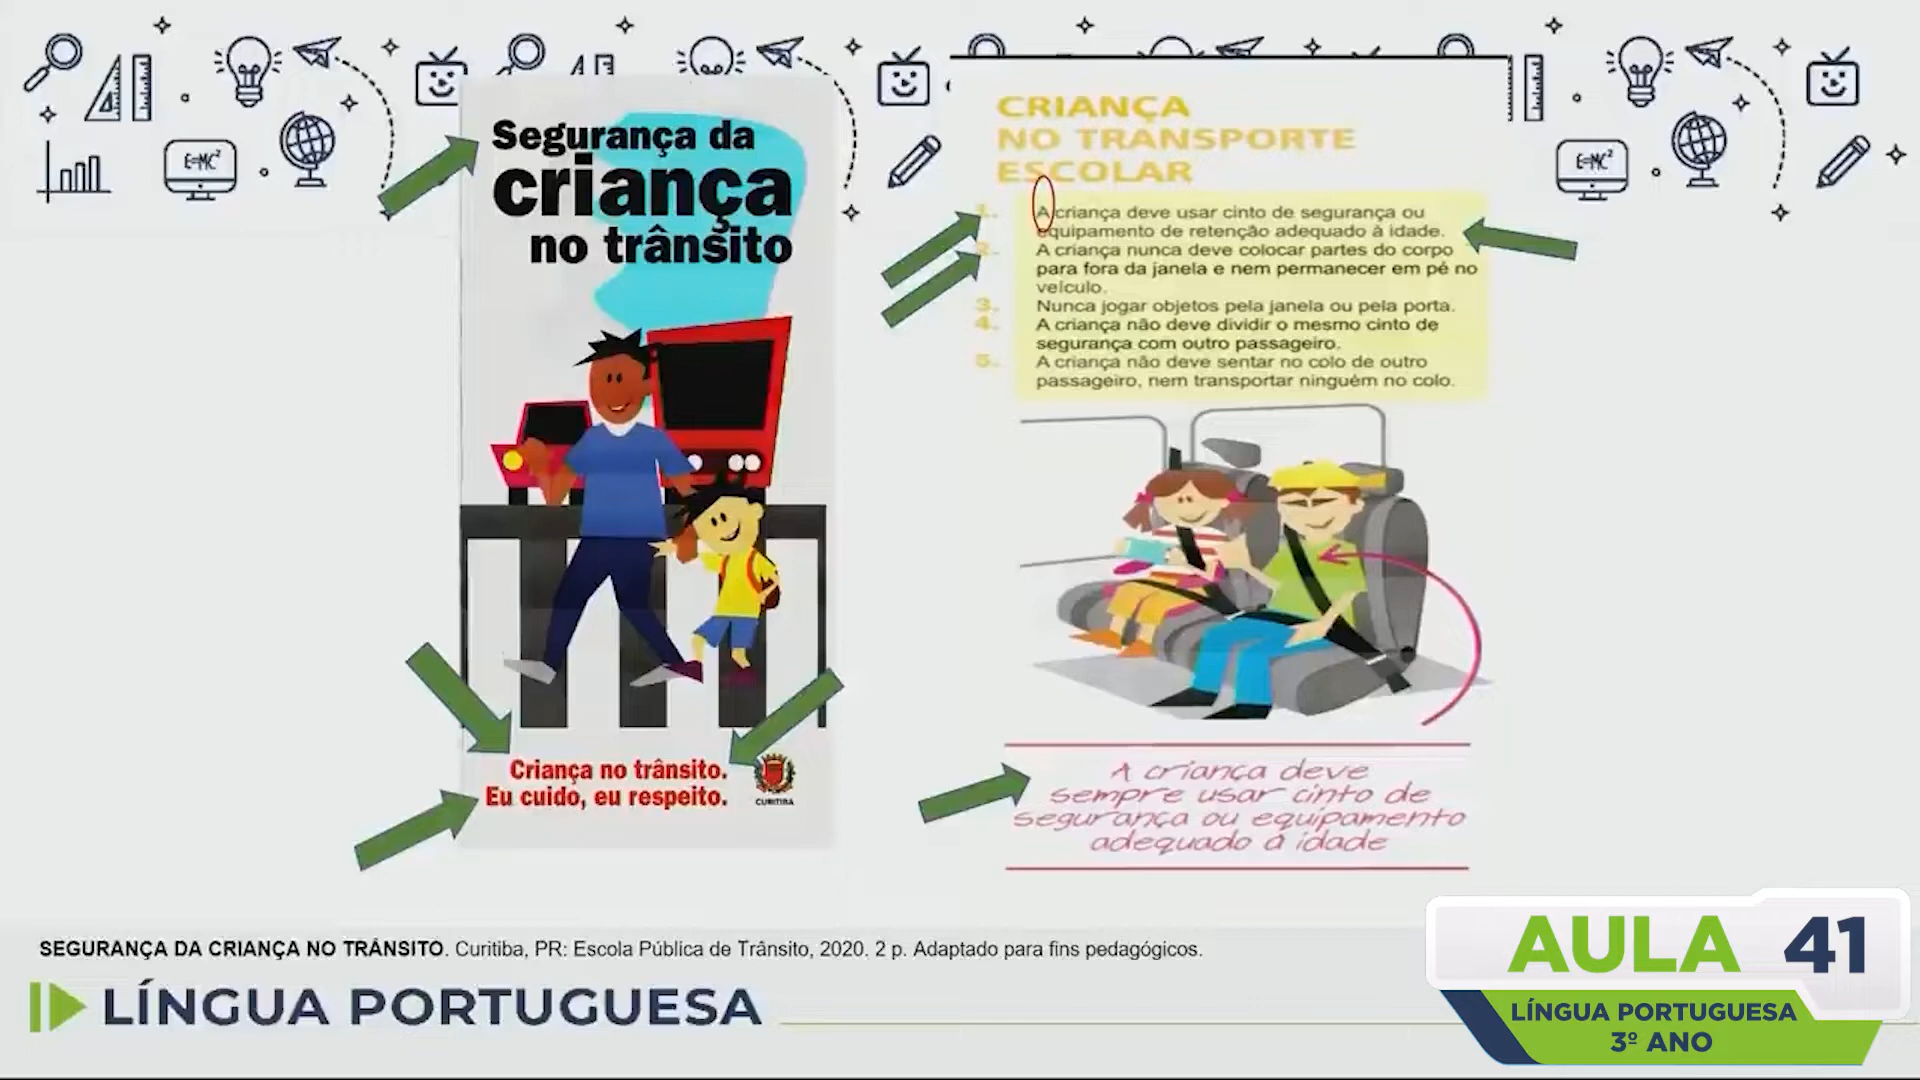 E=MC²
E=MC²
Segurança da
criança
no trânsito
Criança no trânsito.
Eu cuido, eu respeito.
CURITIBA
CRIANÇA
NO TRANSPORTE
ESCOLAR
1. A criança deve usar cinto de segurança ou
equipamento de retenção adequado à idade.
2. A criança nunca deve colocar partes do corpo
para fora da janela e nem permanecer em pé no
veículo.
3. Nunca jogar objetos pela janela ou pela porta.
4. A criança não deve dividir o mesmo cinto de
segurança com outro passageiro.
5. A criança não deve sentar no colo de outro
passageiro, nem transportar ninguém no colo.
A criança deve
sempre usar cinto de
segurança ou equipamento
adequado à idade
SEGURANÇA DA CRIANÇA NO TRÂNSITO. Curitiba, PR: Escola Pública de Trânsito, 2020. 2 p. Adaptado para fins pedagógicos.
LÍNGUA PORTUGUESA
AULA 41
LÍNGUA PORTUGUESA
3º ANO